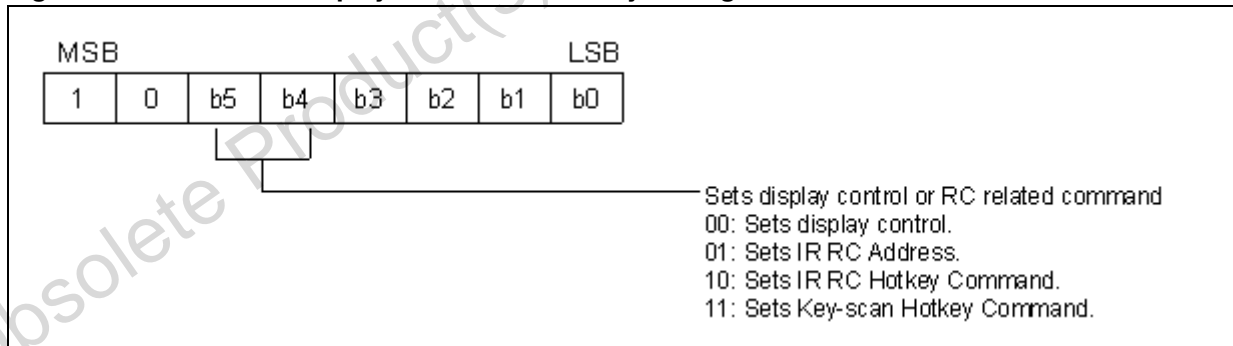 MSB LSB
1 0 b5 b4 b3 b2 b1 b0
Sets display control or RC related command
00: Sets display control.
01: Sets IR RC Address.
10: Sets IR RC Hotkey Command.
11: Sets Key-scan Hotkey Command.